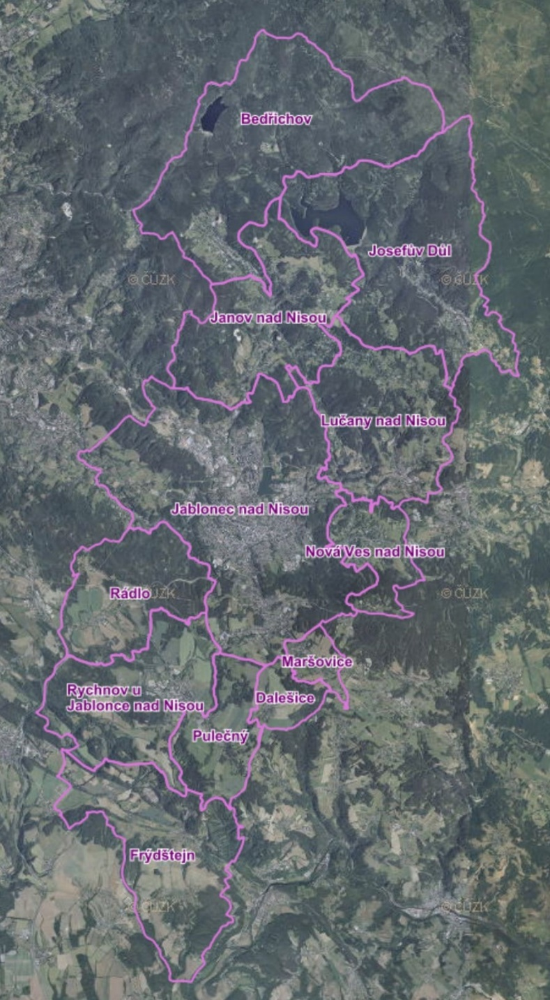 Bedřichov
Josefův Důl
© ČÚZK
© ČÚZK
Janov nad Nisou
Lučany nad Nisou
Jablonec nad Nisou
Nová Ves nad Nisou
Rádlo
ÚZK
© ČÚZK
Maršovice
Rychnov u
Jablonce nad Nisou
Dalešice
Pulečný
Frýdštejn
© ČÚZK
© ČÚZK